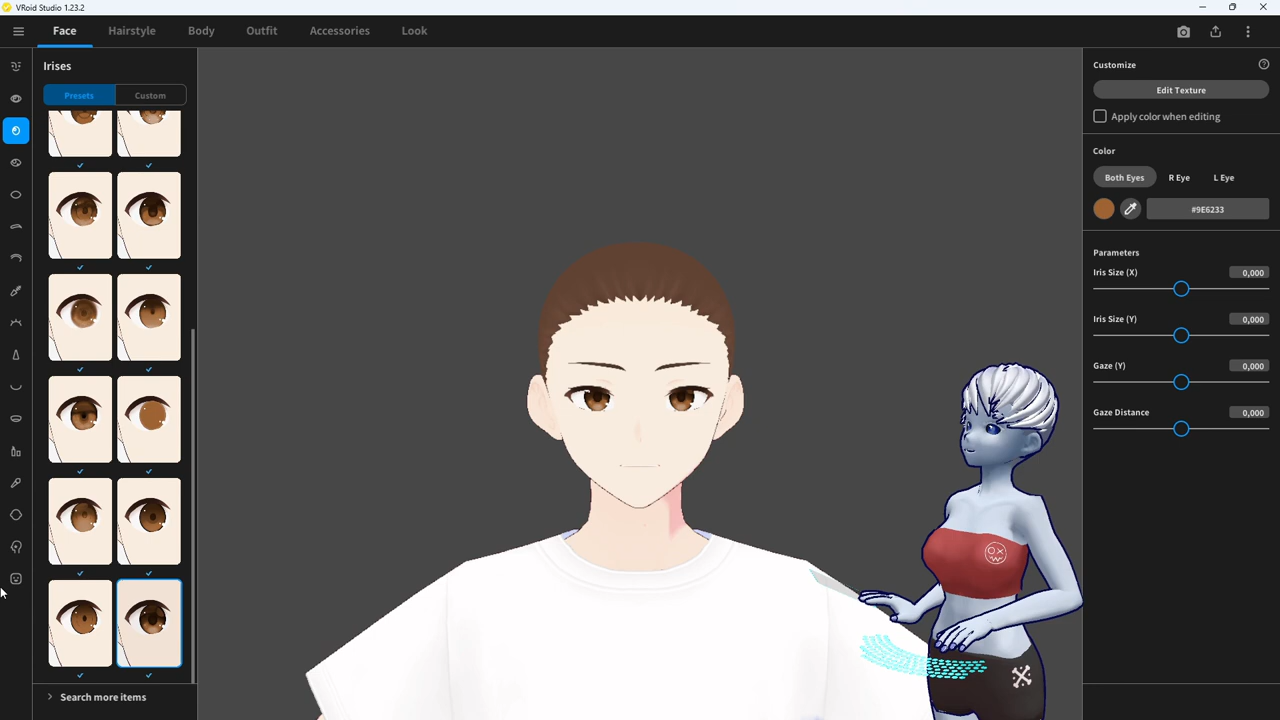 VRoid Studio 1.23.2
Face
Hairstyle
Body
Outfit
Accessories
Look
Irises
Presets
Custom
Search more items
Customize
Edit Texture
Apply color when editing
Color
Both Eyes
R Eye
L Eye
#9E6233
Parameters
Iris Size (X)
0,000
Iris Size (Y)
0,000
Gaze (Y)
0,000
Gaze Distance
0,000